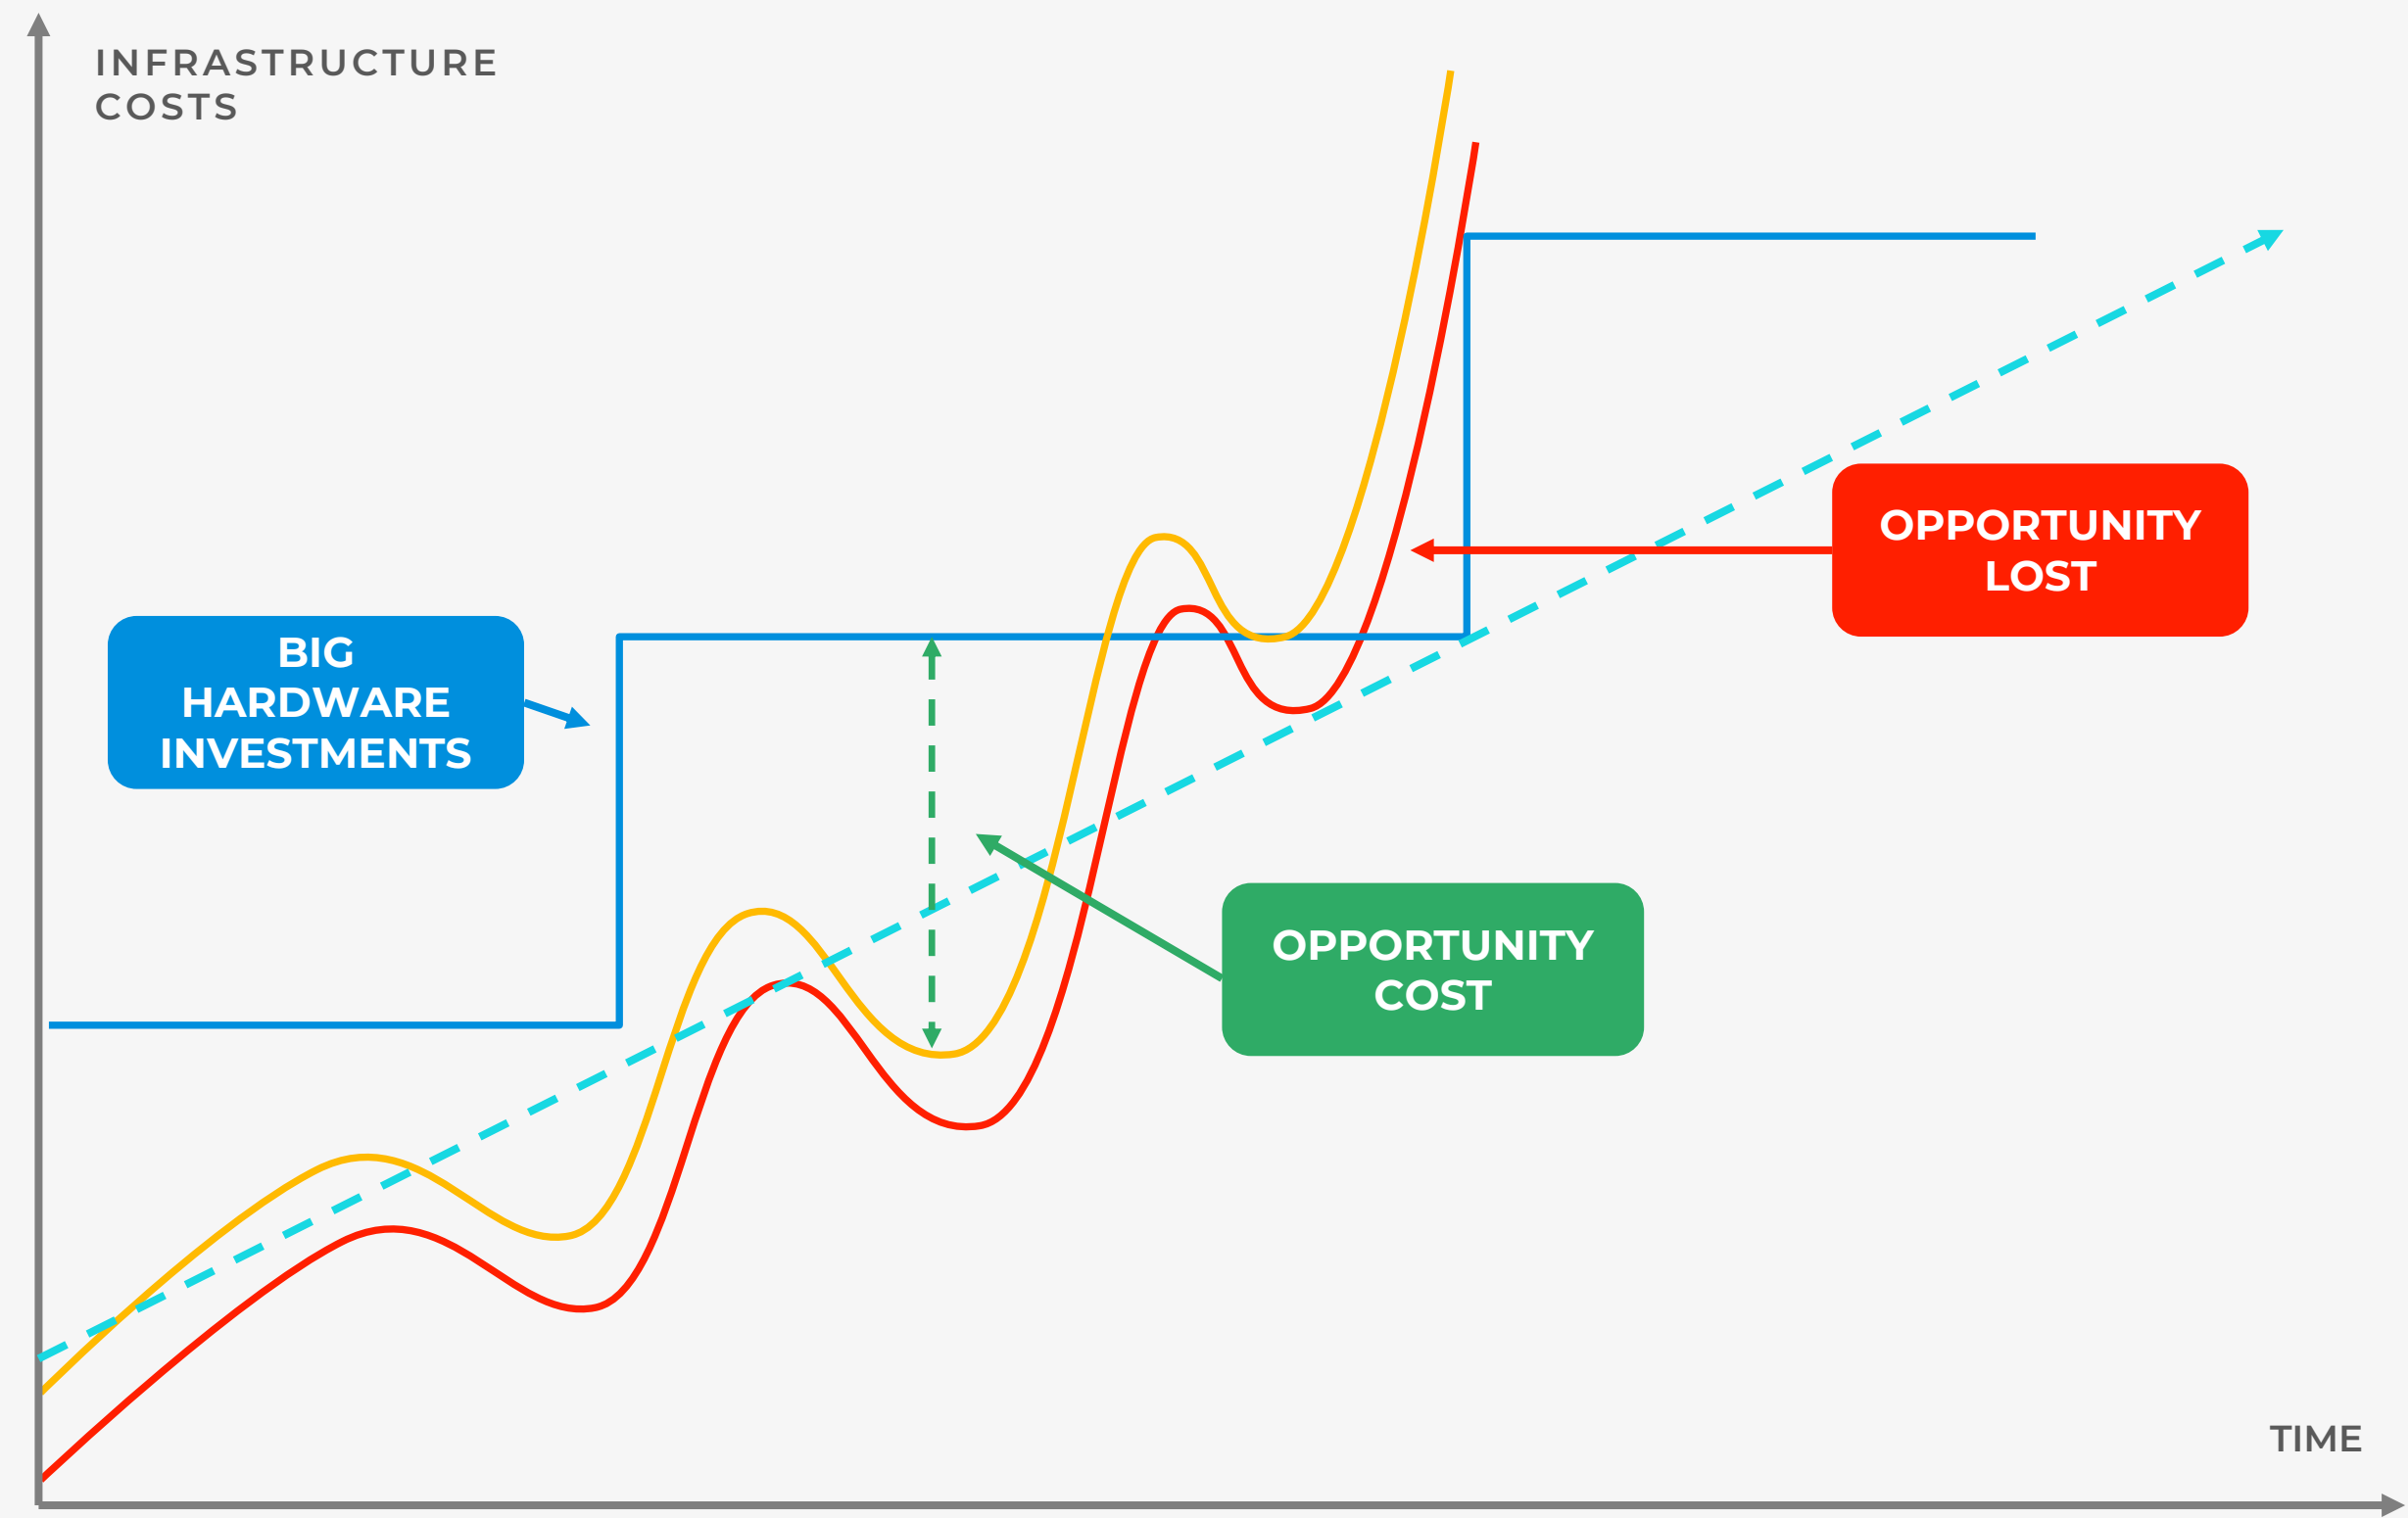 INFRASTRUCTURE
COSTS
OPPORTUNITY
LOST
BIG
HARDWARE
INVESTMENTS
OPPORTUNITY
COST
TIME